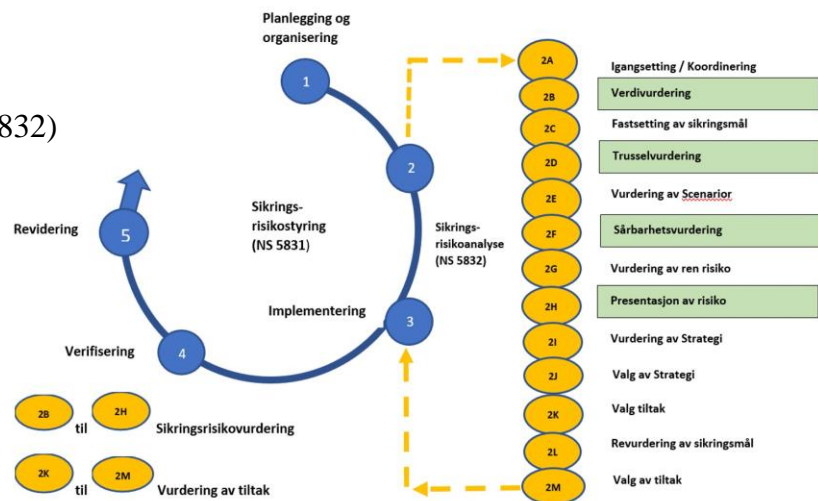 Planlegging og
organisering
832)
1
2
Sikrings-
risikostyring
(NS 5831)
Sikrings-
risikoanalyse
(NS 5832)
Revidering
5
Implementering
3
Verifisering
4
2B
til
2H
Sikringsrisikovurdering
2K
til
2M
Vurdering av tiltak
2A
Igangsetting / Koordinering
2B
Verdivurdering
2C
Fastsetting av sikringsmål
2D
Trusselvurdering
2E
Vurdering av Scenarior
2F
Sårbarhetsvurdering
2G
Vurdering av ren risiko
2H
Presentasjon av risiko
2I
Vurdering av Strategi
2J
Valg av Strategi
2K
Valg tiltak
2L
Revurdering av sikringsmål
2M
Valg av tiltak